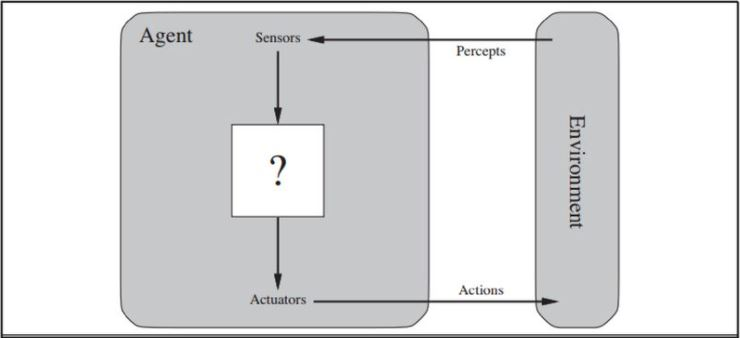 Agent
Sensors
Percepts
?
Environment
Actuators
Actions